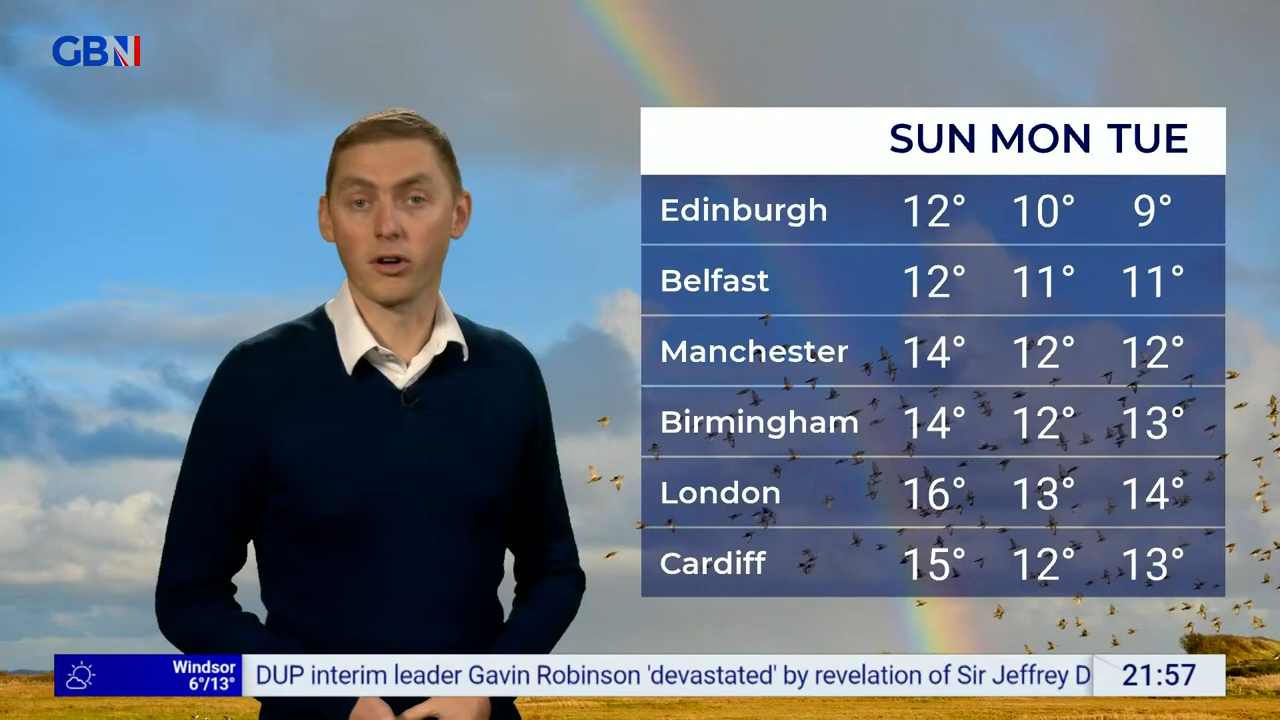 GBN
SUN MON TUE
Edinburgh 12° 10° 9°
Belfast 12° 11° 11°
Manchester 14° 12° 12°
Birmingham 14° 12° 13°
London 16° 13° 14°
Cardiff 15° 12° 13°
Windsor
6°/13°
DUP interim leader Gavin Robinson 'devastated' by revelation of Sir Jeffrey D
21:57